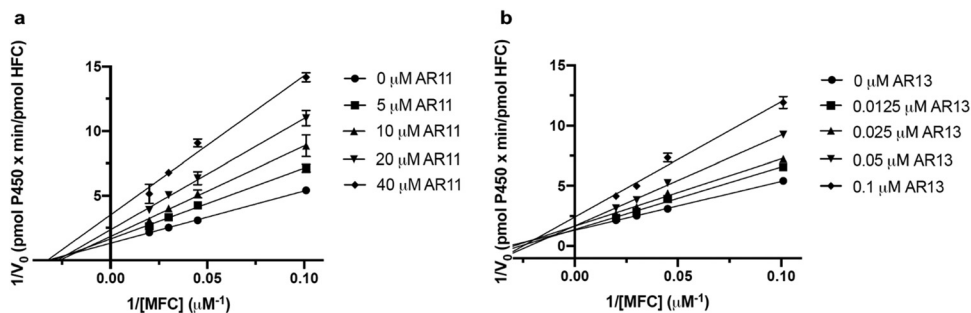 a
1/V0 (pmol P450 x min/pmol HFC)
15
10
5
0.00
0.05
0.10
1/[MFC] (μM-1)
0 μM AR11
5 μM AR11
10 μM AR11
20 μM AR11
40 μM AR11
b
1/V0 (pmol P450 x min/pmol HFC)
15
10
5
0
0.00
0.05
0.10
1/[MFC] (μM-1)
0 μM AR13
0.0125 μM AR13
0.025 μM AR13
0.05 μM AR13
0.1 μM AR13